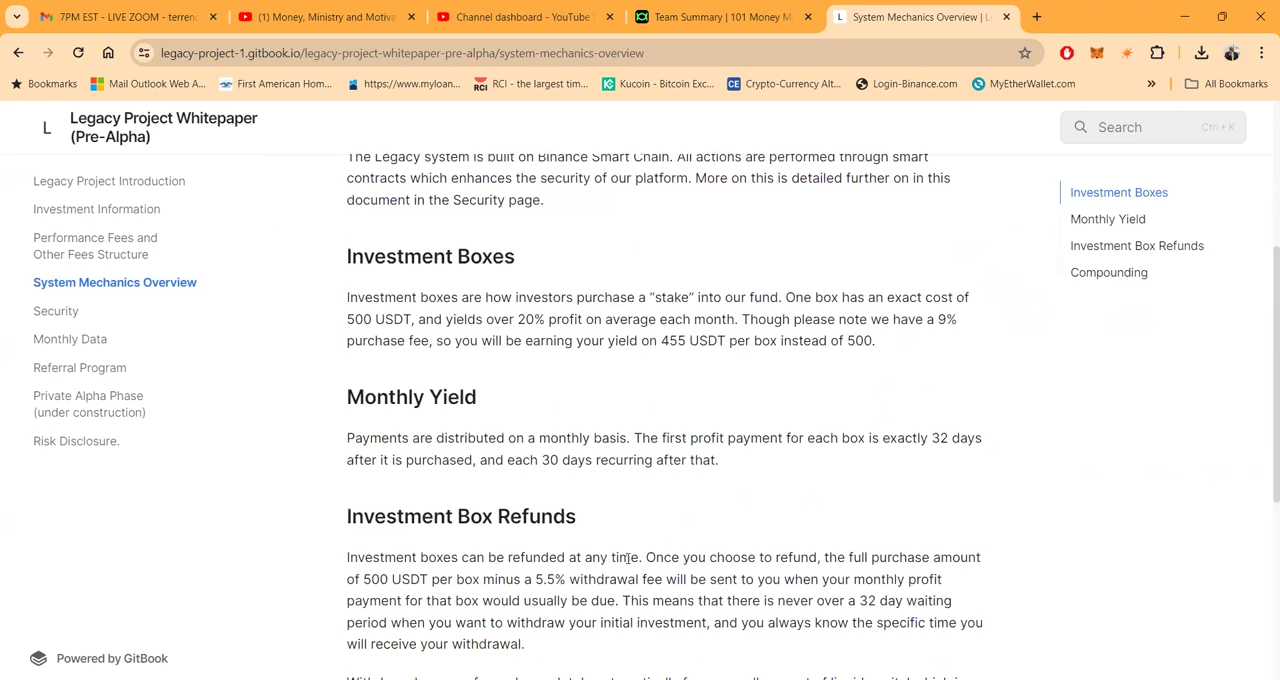 7PM EST - LIVE ZOOM - terrenc
(1) Money, Ministry and Motiva
Channel dashboard - YouTube
Team Summary | 101 Money M
System Mechanics Overview | L
legacy-project-1.gitbook.io/legacy-project-whitepaper-pre-alpha/system-mechanics-overview
Bookmarks
Mail Outlook Web A...
First American Hom...
https://www.myloan...
RCI - the largest tim...
Kucoin - Bitcoin Exc...
Crypto-Currency Alt...
Login-Binance.com
MyEtherWallet.com
All Bookmarks
L
Legacy Project Whitepaper
(Pre-Alpha)
Search
Ctrl + K
Legacy Project Introduction
Investment Information
Performance Fees and
Other Fees Structure
System Mechanics Overview
Security
Monthly Data
Referral Program
Private Alpha Phase
(under construction)
Risk Disclosure.
Powered by GitBook
The Legacy system is built on Binance Smart Chain. All actions are performed through smart
contracts which enhances the security of our platform. More on this is detailed further on in this
document in the Security page.
Investment Boxes
Investment boxes are how investors purchase a “stake” into our fund. One box has an exact cost of
500 USDT, and yields over 20% profit on average each month. Though please note we have a 9%
purchase fee, so you will be earning your yield on 455 USDT per box instead of 500.
Monthly Yield
Payments are distributed on a monthly basis. The first profit payment for each box is exactly 32 days
after it is purchased, and each 30 days recurring after that.
Investment Box Refunds
Investment boxes can be refunded at any time. Once you choose to refund, the full purchase amount
of 500 USDT per box minus a 5.5% withdrawal fee will be sent to you when your monthly profit
payment for that box would usually be due. This means that there is never over a 32 day waiting
period when you want to withdraw your initial investment, and you always know the specific time you
will receive your withdrawal.
Investment Boxes
Monthly Yield
Investment Box Refunds
Compounding